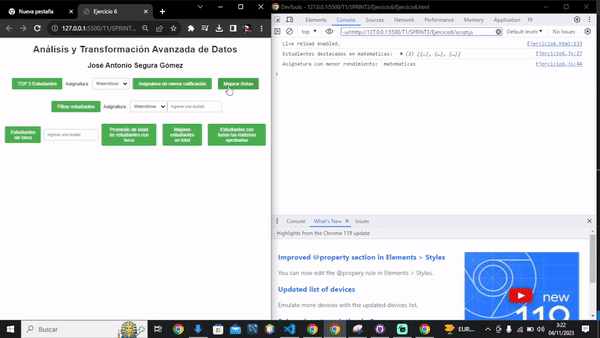 Nueva pestaña
Ejercicio 6
127.0.0.1:5500/T1/SPRINT...
Análisis y Transformación Avanzada de Datos
José Antonio Segura Gómez
TOP 3 Estudiantes
Asignatura:
Matemáticas
Asignatura de menor calificación
Mejorar Notas
Filtrar estudiantes
Asignatura:
Matemáticas
Ingrese una ciudad
Estudiantes sin beca
Ingrese una ciudad
Promedio de edad de estudiantes con beca
Mejores estudiantes en total
Estudiantes con todas las materias aprobadas
DevTools - 127.0.0.1:5500/T1/SPRINT3/Ejercicio6/Ejercicio6.html
Elements
Console
Sources
Network
Performance
Memory
Application
top
-url:http://127.0.0.1:5500/T1/SPRINT3/Ejercicio6/script.js
Default levels
No Issues
Live reload enabled.
Ejercicio6.html:133
Estudiantes destacados en matematicas: (3) [{…}, {…}, {…}]
Ejercicio6.js:27
Asignatura con menor rendimiento: matematicas
Ejercicio6.js:44
Console
What's New
Issues
Highlights from the Chrome 119 update
Improved @property section in Elements > Styles
You can now edit the @property rule in Elements > Styles.
Updated list of devices
Emulate more devices with the updated devices list.
new
119
Buscar
EUR...
3:22
04/11/2023